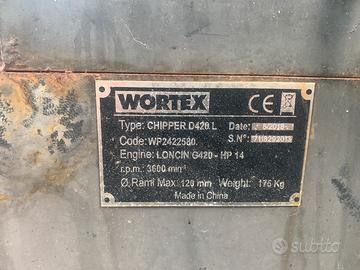 WORTEX CE
Type: CHIPPER D420 L Date:
Code: WP2422580. S.N°:
Engine: LONCIN G420 - HP 14
r.p.m.: 3600 min⁻¹
Ø Rami Max: 120 mm Weight: 175 Kg
Made in China
subito